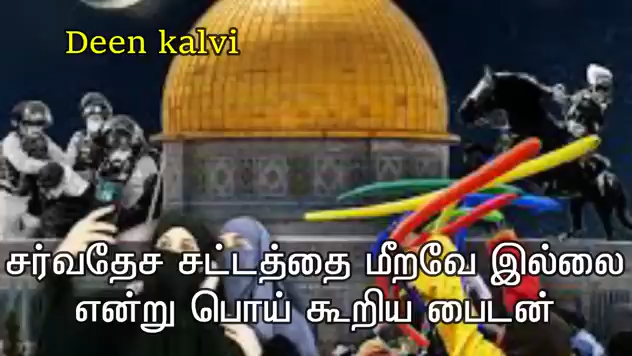 Deen kalvi
சர்வதேச சட்டத்தை மீறவே இல்லை
என்று பொய் கூறிய பைடன்